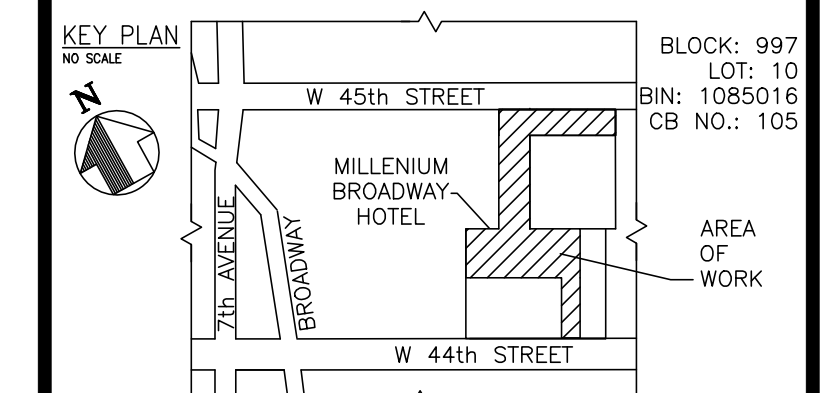 KEY PLAN
NO SCALE
N
BLOCK: 997
LOT: 10
BIN: 1085016
CB NO.: 105
W 45th STREET
MILLENIUM
BROADWAY
HOTEL
AREA
OF
WORK
7th AVENUE
BROADWAY
W 44th STREET